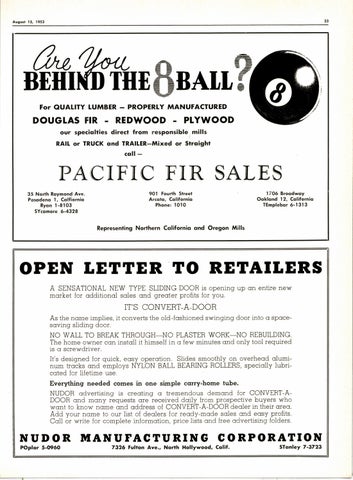 August 15, 1953 53
Are You
BEHIND THE 8 BALL?
8
For QUALITY LUMBER — PROPERLY MANUFACTURED
DOUGLAS FIR - REDWOOD - PLYWOOD
our specialties direct from responsible mills
RAIL or TRUCK and TRAILER—Mixed or Straight
call —
PACIFIC FIR SALES
35 North Raymond Ave. 901 Fourth Street 1706 Broadway
Pasadena 1, California Arcata, California Oakland 12, California
RYan 1-8103 Phone: 1010 TEmplebar 6-1313
SYcamore 6-4328
Representing Northern California and Oregon Mills
OPEN LETTER TO RETAILERS
A SENSATIONAL NEW TYPE SLIDING DOOR is opening up an entire new
market for additional sales and greater profits for you.
IT'S CONVERT-A-DOOR
As the name implies, it converts the old-fashioned swinging door into a space-
saving sliding door.
NO WALL TO BREAK THROUGH—NO PLASTER WORK—NO REBUILDING.
The home owner can install it himself in a few minutes and only tool required
is a screwdriver.
It's designed for quick, easy operation. Slides smoothly on overhead alumi-
num tracks and employs NYLON BALL BEARING ROLLERS, specially lubri-
cated for lifetime use.
Everything needed comes in one simple carry-home tube.
NUDOR advertising is creating a tremendous demand for CONVERT-A-
DOOR and many requests are received daily from prospective buyers who
want to know name and address of CONVERT-A-DOOR dealer in their area.
Add your name to our list of dealers for ready-made sales and easy profits.
Call or write for complete information, price lists and free advertising folders.
NUDOR MANUFACTURING CORPORATION
POplar 5-0960 7326 Fulton Ave., North Hollywood, Calif. STanley 7-3723